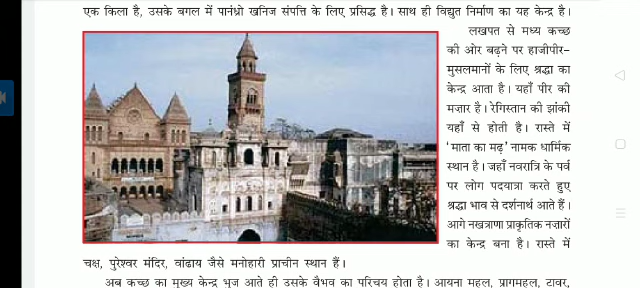 एक किला है, उसके बगल में पानंध्रो खनिज संपत्ति के लिए प्रसिद्ध है। साथ ही विद्युत निर्माण का यह केन्द्र है।
लखपत से मध्य कच्छ
की ओर बढ़ने पर हाजीपीर–
मुसलमानों के लिए श्रद्धा का
केन्द्र आता है। यहाँ पीर की
मज़ार है। रेगिस्तान की झांकी
यहाँ से होती है। रास्ते में
'माता का मढ़' नामक धार्मिक
स्थान है। जहाँ नवरात्रि के पर्व
पर लोग पदयात्रा करते हुए
श्रद्धा भाव से दर्शनार्थ आते हैं।
आगे नखत्राणा प्राकृतिक नज़ारों
का केन्द्र बना है। रास्ते में
चक्ष, पुरेश्वर मंदिर, वांढाय जैसे मनोहारी प्राचीन स्थान हैं।
अब कच्छ का मुख्य केन्द्र भुज आते ही उसके वैभव का परिचय होता है। आयना महल, प्रागमहल, टावर,